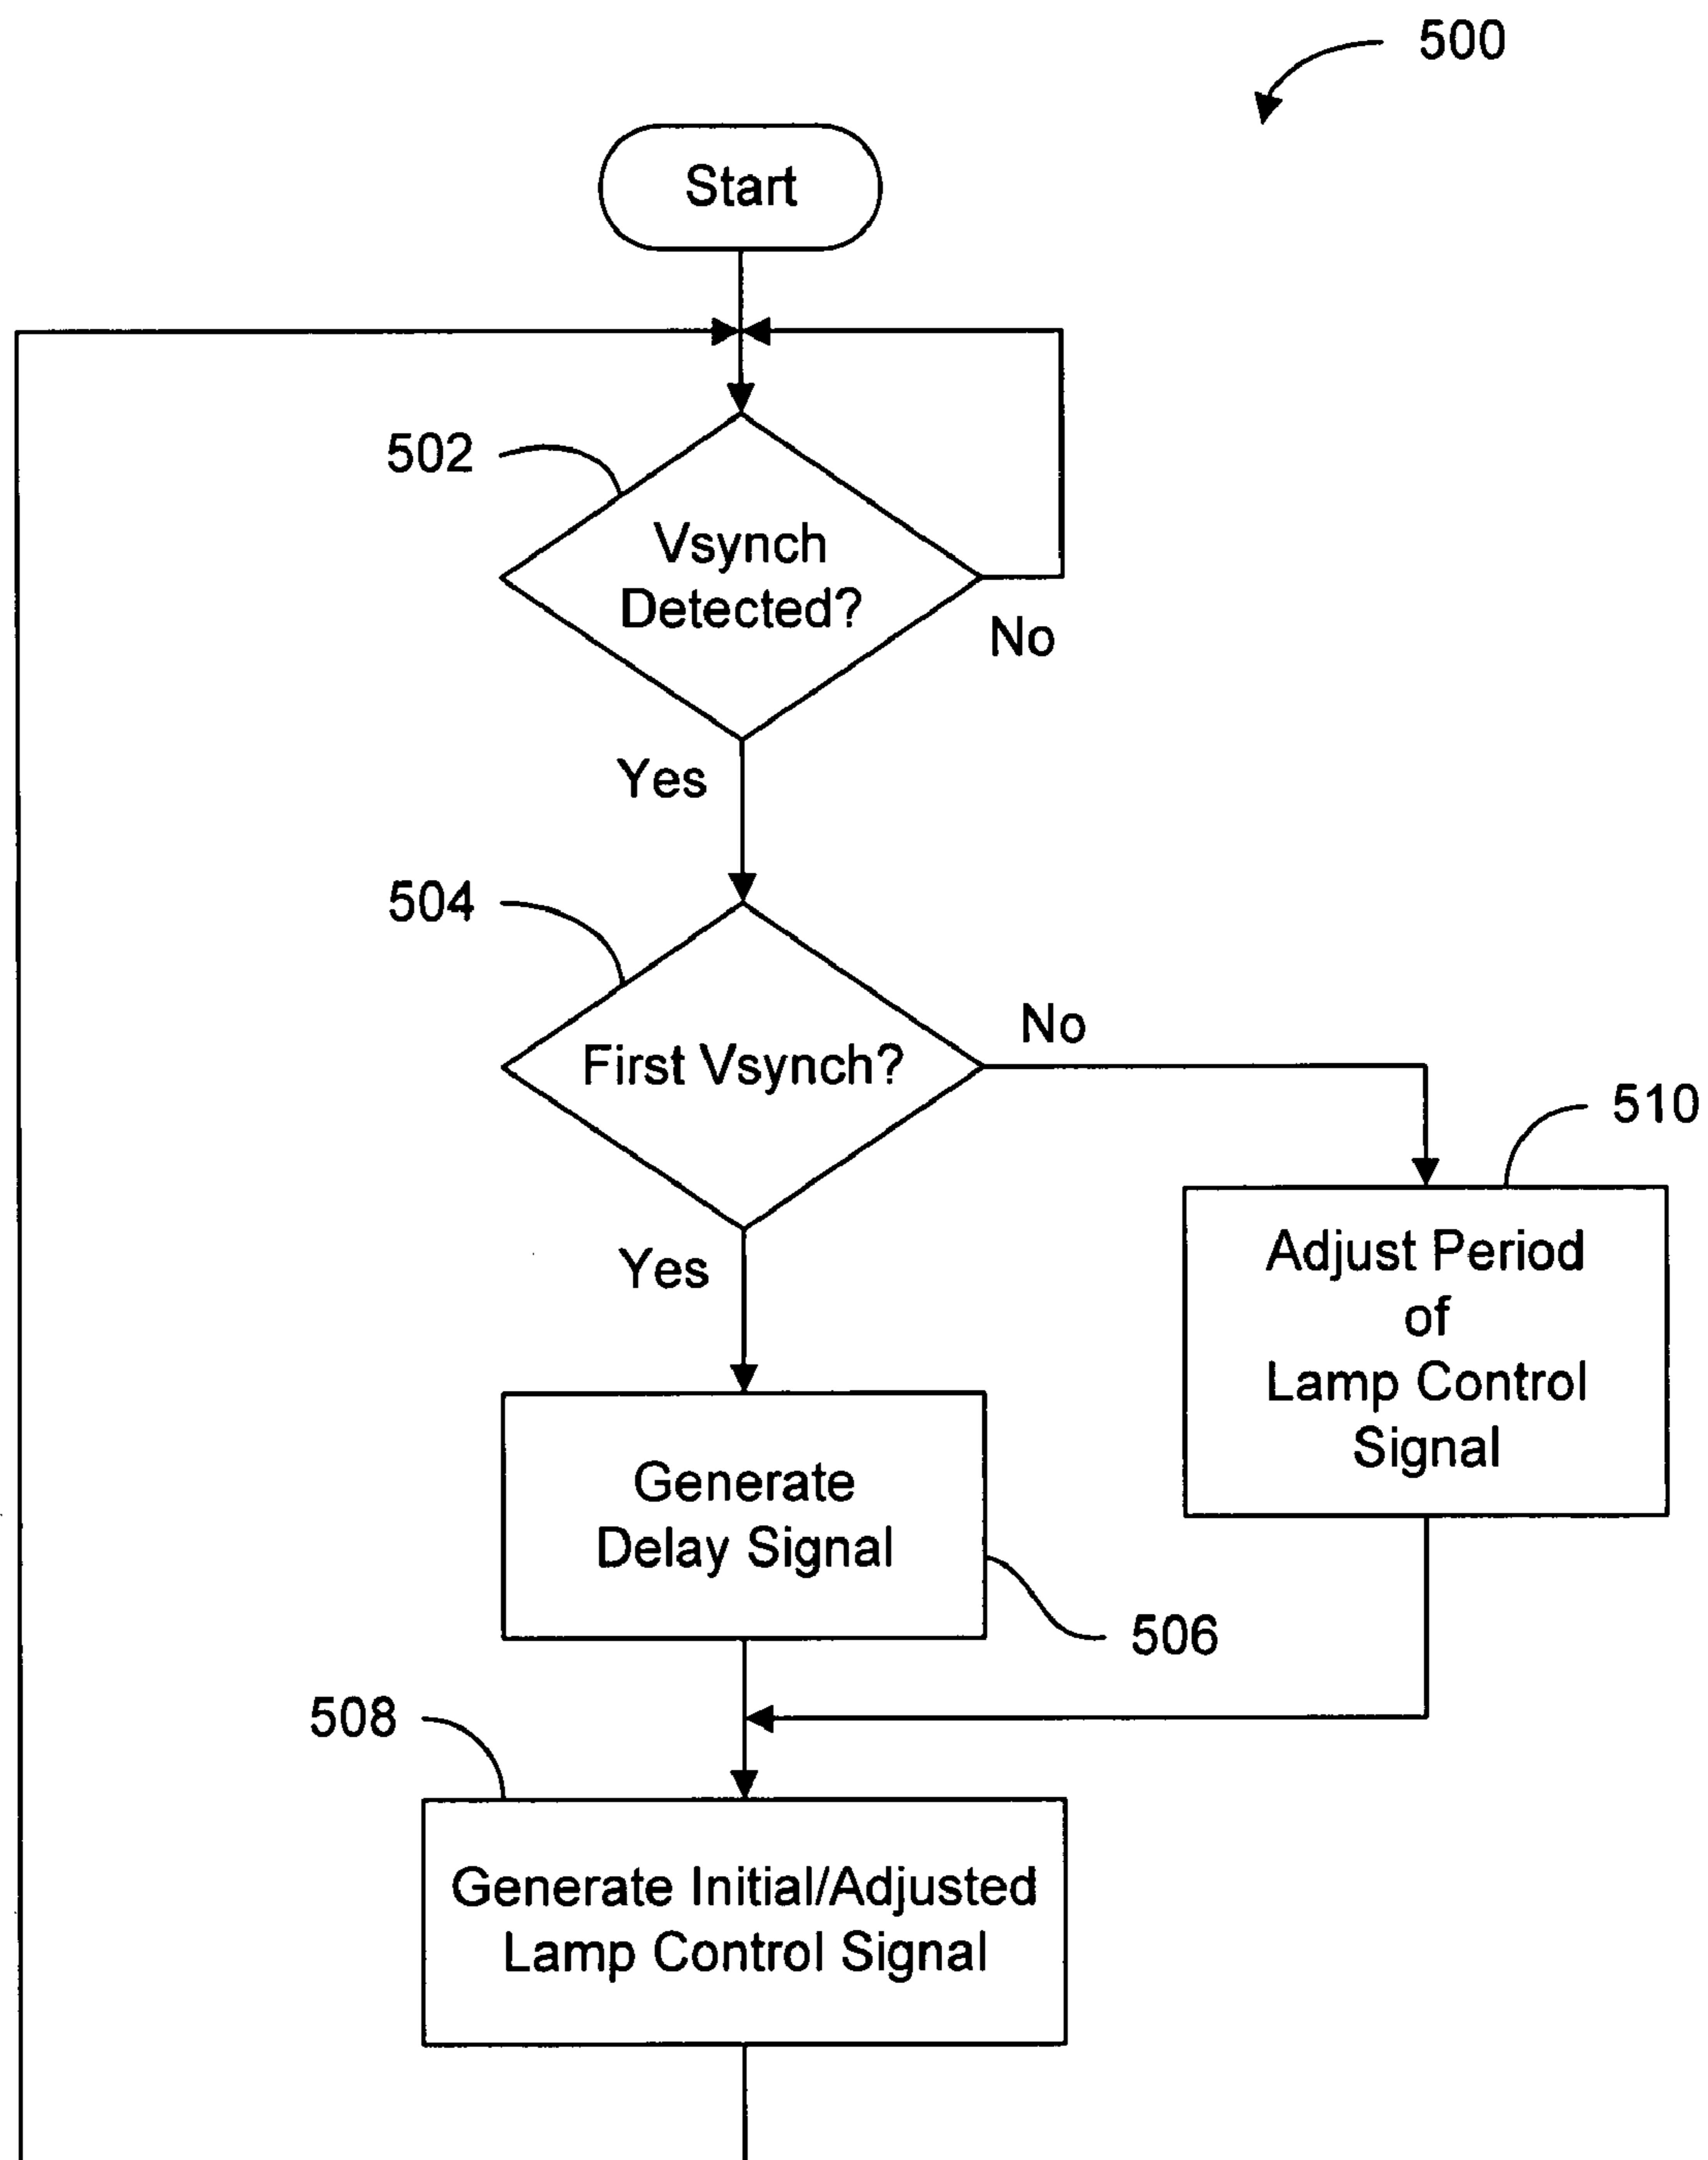 500
Start
502
Vsynch
Detected?
No
Yes
504
First Vsynch?
No
510
Yes
Adjust Period
of
Lamp Control
Signal
Generate
Delay Signal
506
508
Generate Initial/Adjusted
Lamp Control Signal